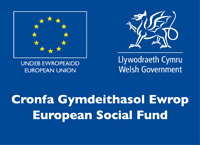 UNDEB EWROPEAIDD
EUROPEAN UNION
Llywodraeth Cymru
Welsh Government
Cronfa Gymdeithasol Ewrop
European Social Fund